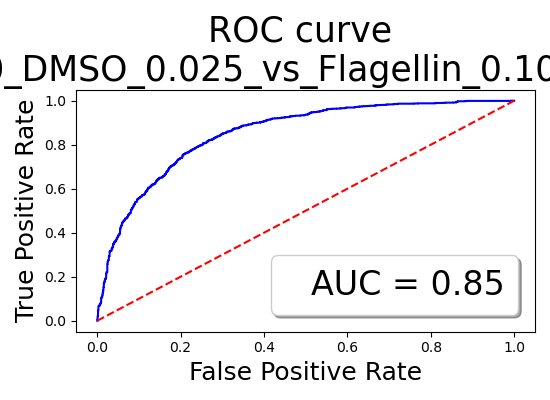 ROC curve
0_DMSO_0.025_vs_Flagellin_0.10
True Positive Rate
1.0
0.8
0.6
0.4
0.2
0.0
AUC = 0.85
0.0 0.2 0.4 0.6 0.8 1.0
False Positive Rate